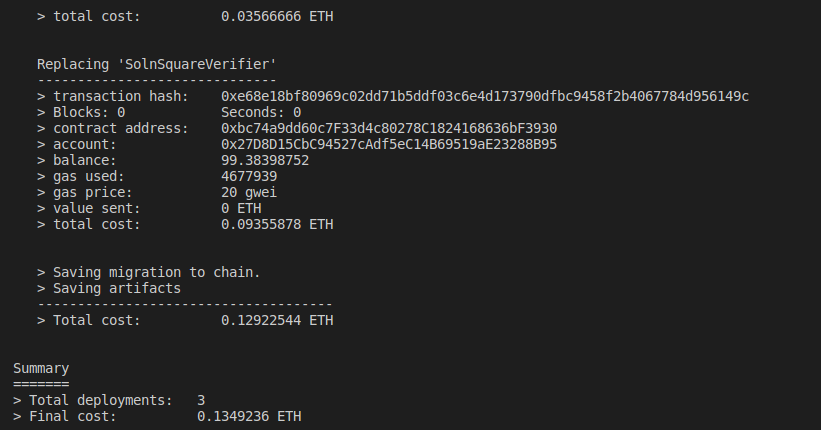 > total cost: 0.03566666 ETH
Replacing 'SolnSquareVerifier'
------------------------------
> transaction hash: 0xe68e18bf80969c02dd71b5ddf03c6e4d173790dfbc9458f2b4067784d956149c
> Blocks: 0 Seconds: 0
> contract address: 0xbc74a9dd60c7F33d4c80278C1824168636bF3930
> account: 0x27D8D15CbC94527cAdf5eC14B69519aE23288B95
> balance: 99.38398752
> gas used: 4677939
> gas price: 20 gwei
> value sent: 0 ETH
> total cost: 0.09355878 ETH
> Saving migration to chain.
> Saving artifacts
-------------------------------------
> Total cost: 0.12922544 ETH
Summary
=======
> Total deployments: 3
> Final cost: 0.1349236 ETH